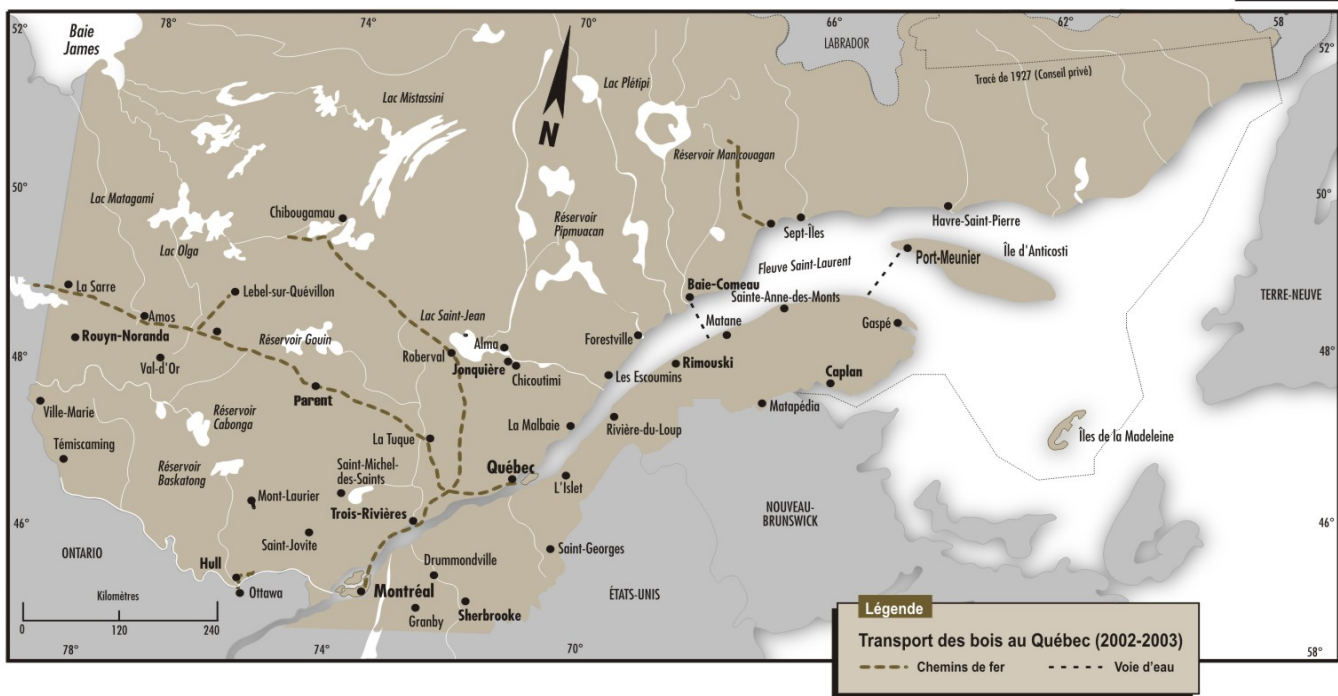 52°
78°
74°
70°
66°
62°
58
52°
Baie
James
LABRADOR
Tracé de 1927 (Conseil privé)
Lac Mistassini
Lac Plétipi
N
Réservoir Manicouagan
50°
50°
Lac Matagami
Chibougamau
Réservoir
Pipmuacan
Sept-Îles
Havre-Saint-Pierre
Lac Olga
Île d'Anticosti
Port-Meunier
Fleuve Saint-Laurent
La Sarre
Lebel-sur-Quévillon
Baie-Comeau
Sainte-Anne-des-Monts
TERRE-NEUVE
Amos
Lac Saint-Jean
Rouyn-Noranda
Réservoir Gouin
Alma
Forestville
Matane
Gaspé
48°
Val-d'Or
Roberval
Jonquière
Chicoutimi
Rimouski
48°
Les Escoumins
Caplan
Parent
Ville-Marie
Réservoir
Cabonga
Matapédia
La Malbaie
Rivière-du-Loup
Témiscaming
La Tuque
Îles de la Madeleine
Réservoir
Baskatong
Saint-Michel-
des-Saints
Québec
L'Islet
Mont-Laurier
Trois-Rivières
NOUVEAU-
BRUNSWICK
46°
46°
Saint-Jovite
ONTARIO
Saint-Georges
Drummondville
Hull
Ottawa
Montréal
ÉTATS-UNIS
Granby
Sherbrooke
Kilomètres
0
120
240
78°
74°
70°
58°
Légende
Transport des bois au Québec (2002-2003)
Chemins de fer
Voie d'eau